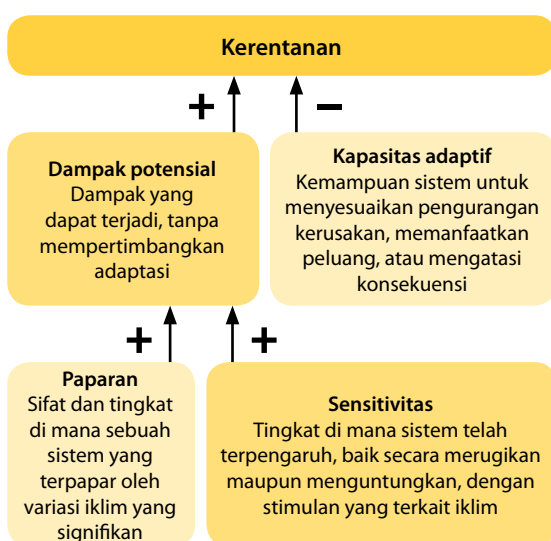 Kerentanan
+
−
Dampak potensial
Dampak yang
dapat terjadi, tanpa
mempertimbangkan
adaptasi
Kapasitas adaptif
Kemampuan sistem untuk
menyesuaikan pengurangan
kerusakan, memanfaatkan
peluang, atau mengatasi
konsekuensi
+
+
Paparan
Sifat dan tingkat
di mana sebuah
sistem yang
terpapar oleh
variasi iklim yang
signifikan
Sensitivitas
Tingkat di mana sistem telah
terpengaruh, baik secara merugikan
maupun menguntungkan, dengan
stimulan yang terkait iklim